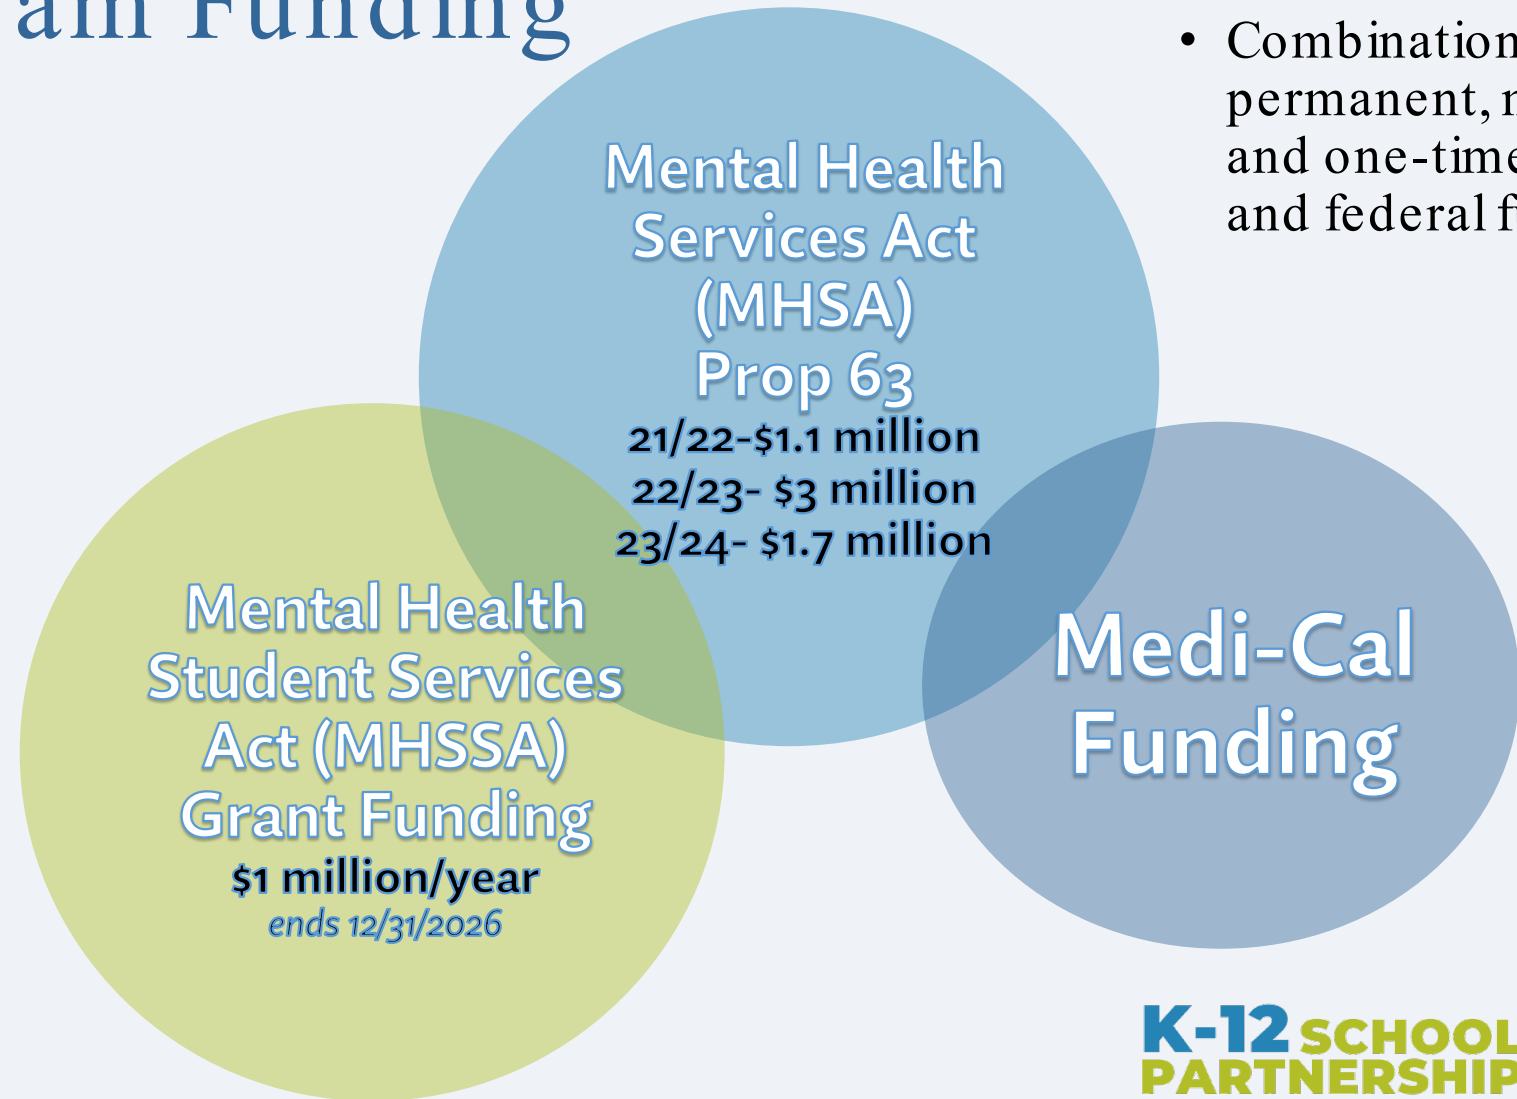 am Funding
• Combination
permanent,
and one-time
and federal
Mental Health
Services Act
(MHSA)
Prop 63
21/22-$1.1 million
22/23- $3 million
23/24- $1.7 million
Mental Health
Student Services
Act (MHSSA)
Grant Funding
$1 million/year
ends 12/31/2026
Medi-Cal
Funding
K-12 SCHOOL
PARTNERSHIP